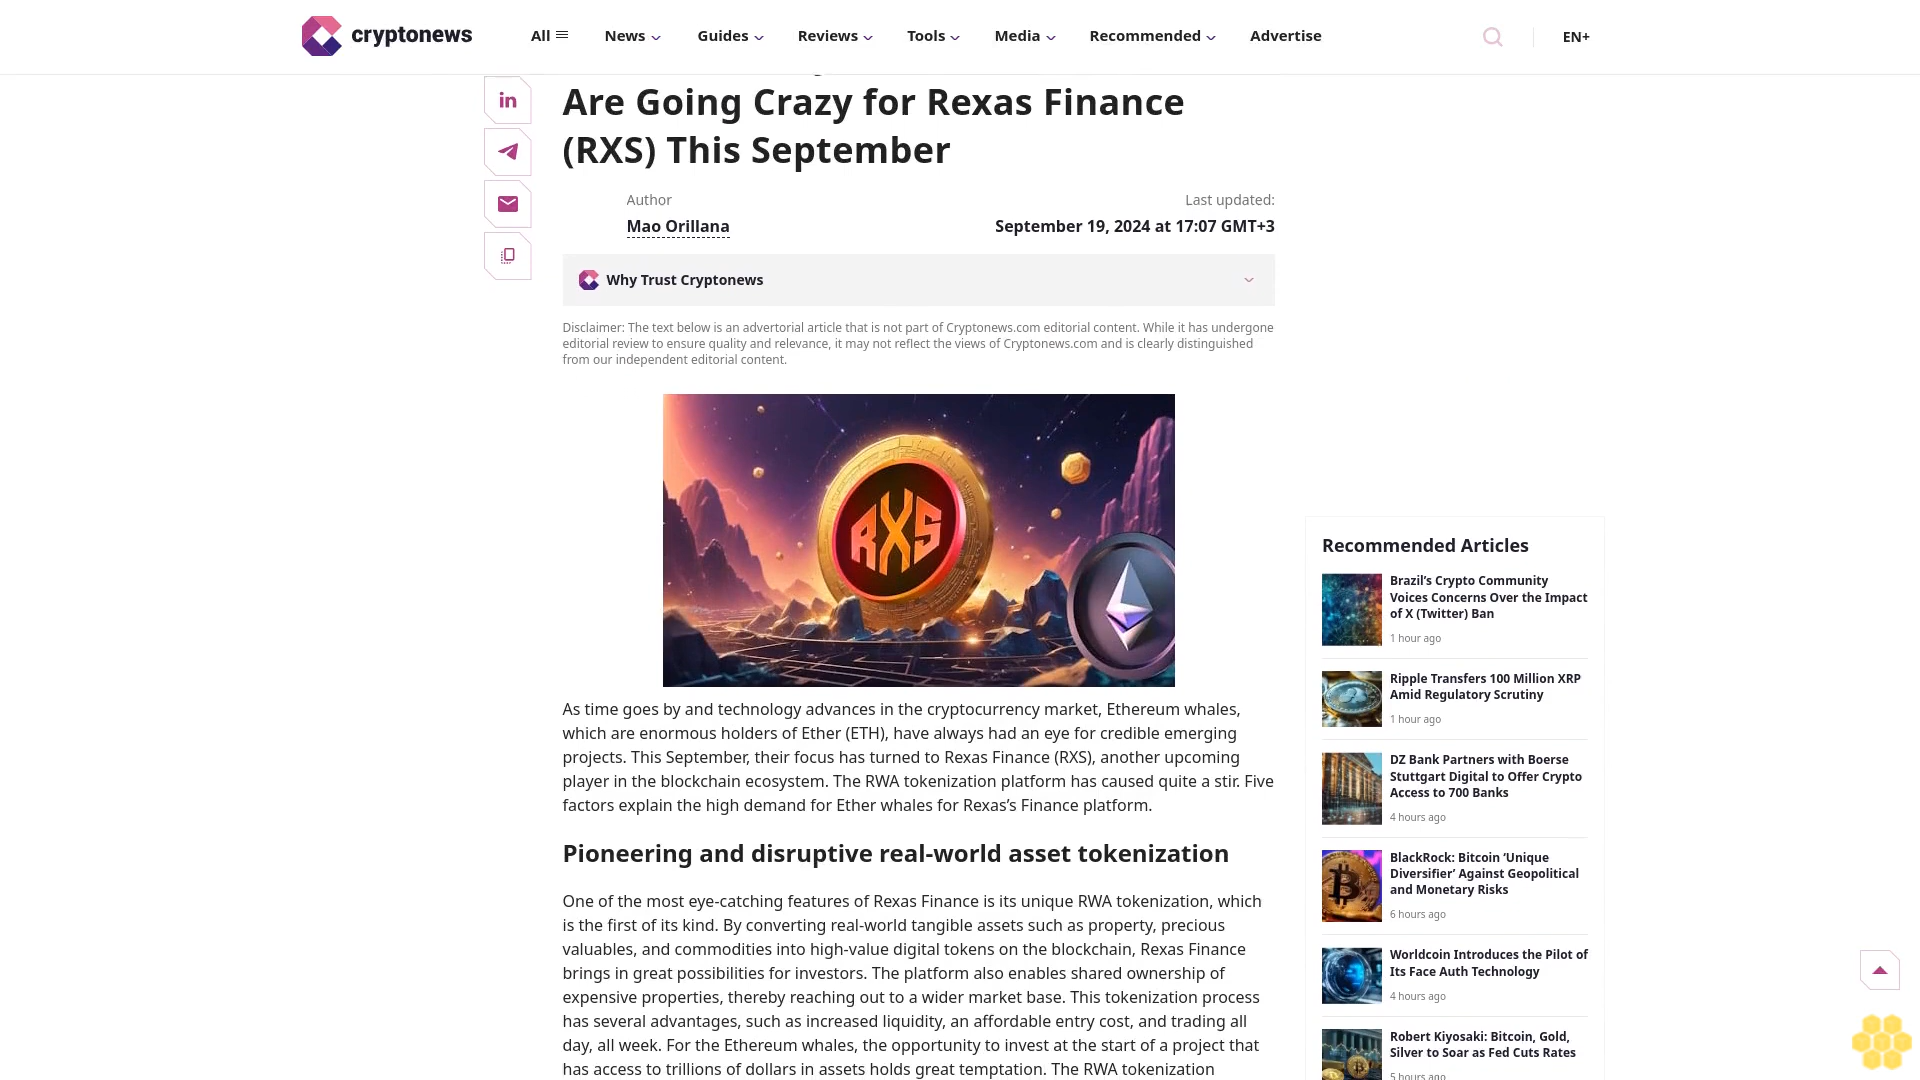 cryptonews
All
News
Guides
Reviews
Tools
Media
Recommended
Advertise
EN+
Are Going Crazy for Rexas Finance
(RXS) This September
Author
Mao Orillana
Last updated:
September 19, 2024 at 17:07 GMT+3
Why Trust Cryptonews
Disclaimer: The text below is an advertorial article that is not part of Cryptonews.com editorial content. While it has undergone
editorial review to ensure quality and relevance, it may not reflect the views of Cryptonews.com and is clearly distinguished
from our independent editorial content.
RXS
As time goes by and technology advances in the cryptocurrency market, Ethereum whales,
which are enormous holders of Ether (ETH), have always had an eye for credible emerging
projects. This September, their focus has turned to Rexas Finance (RXS), another upcoming
player in the blockchain ecosystem. The RWA tokenization platform has caused quite a stir. Five
factors explain the high demand for Ether whales for Rexas’s Finance platform.
Pioneering and disruptive real-world asset tokenization
One of the most eye-catching features of Rexas Finance is its unique RWA tokenization, which
is the first of its kind. By converting real-world tangible assets such as property, precious
valuables, and commodities into high-value digital tokens on the blockchain, Rexas Finance
brings in great possibilities for investors. The platform also enables shared ownership of
expensive properties, thereby reaching out to a wider market base. This tokenization process
has several advantages, such as increased liquidity, an affordable entry cost, and trading all
day, all week. For the Ethereum whales, the opportunity to invest at the start of a project that
has access to trillions of dollars in assets holds great temptation. The RWA tokenization
Recommended Articles
Brazil’s Crypto Community
Voices Concerns Over the Impact
of X (Twitter) Ban
1 hour ago
Ripple Transfers 100 Million XRP
Amid Regulatory Scrutiny
1 hour ago
DZ Bank Partners with Boerse
Stuttgart Digital to Offer Crypto
Access to 700 Banks
4 hours ago
BlackRock: Bitcoin ‘Unique
Diversifier’ Against Geopolitical
and Monetary Risks
6 hours ago
Worldcoin Introduces the Pilot of
Its Face Auth Technology
4 hours ago
Robert Kiyosaki: Bitcoin, Gold,
Silver to Soar as Fed Cuts Rates
5 hours ago